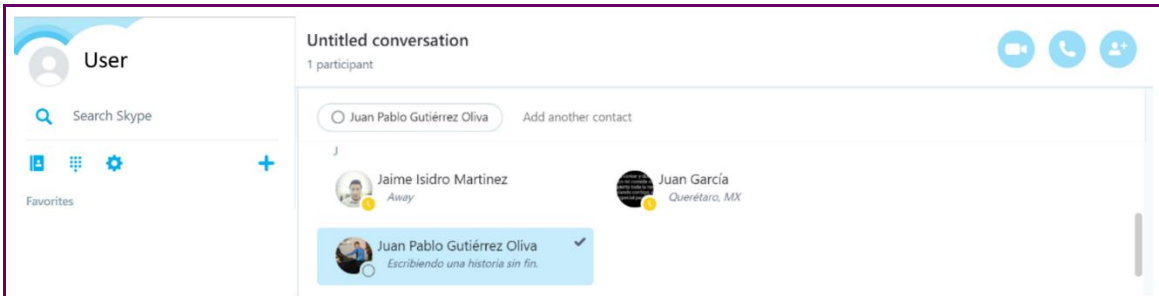 User
Search Skype
Favorites
Untitled conversation
1 participant
Juan Pablo Gutiérrez Oliva
Add another contact
J
Jaime Isidro Martinez
Away
Juan García
Querétaro, MX
Juan Pablo Gutiérrez Oliva
Escribiendo una historia sin fin.